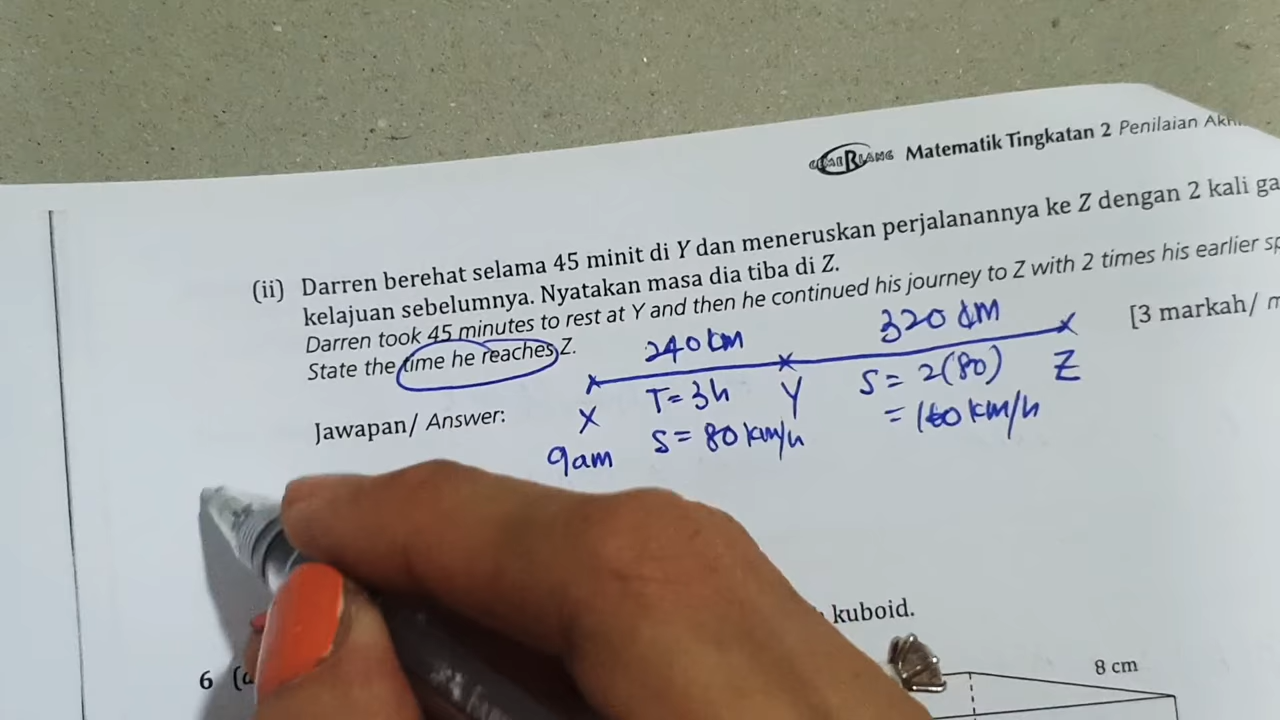 CEMERLANG Matematik Tingkatan 2 Penilaian
(ii) Darren berehat selama 45 minit di Y dan meneruskan perjalanannya ke Z dengan 2 kali
kelajuan sebelumnya. Nyatakan masa dia tiba di Z.
Darren took 45 minutes to rest at Y and then he continued his journey to Z with 2 times his earlier
State the time he reaches Z.
[3 markah/
240 km
320 km
Jawapan/ Answer:
X
T = 3h
Y
S = 2(80)
Z
9am
S = 80 km/h
= 160 km/h
kuboid.
6 (a
8 cm